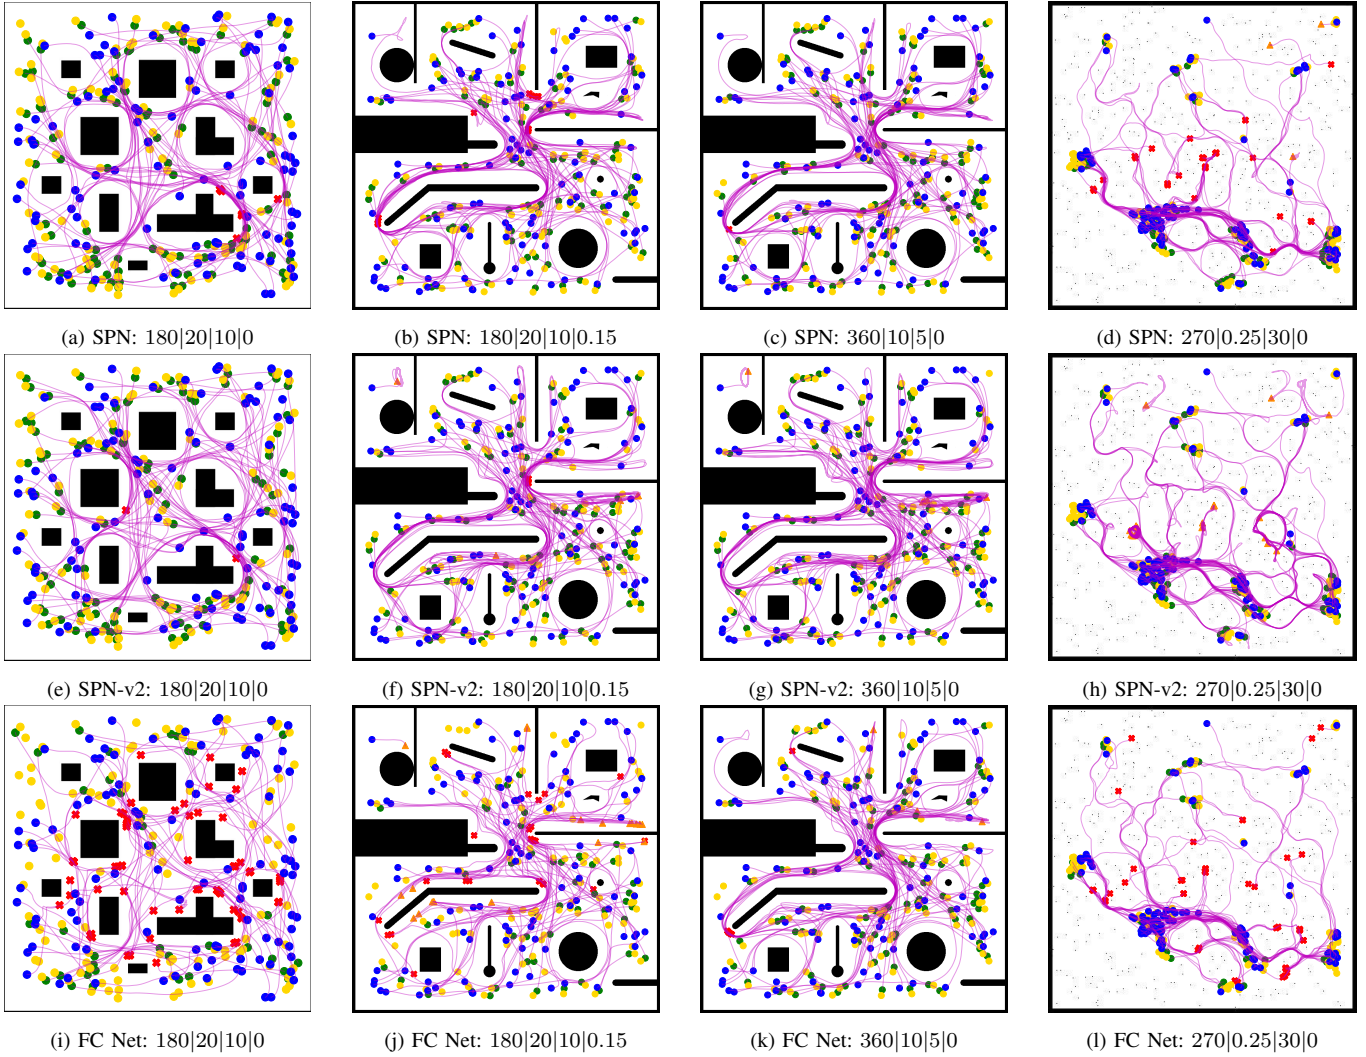 (a) SPN: 180|20|10|0
(b) SPN: 180|20|10|0.15
(c) SPN: 360|10|5|0
(d) SPN: 270|0.25|30|0
(e) SPN-v2: 180|20|10|0
(f) SPN-v2: 180|20|10|0.15
(g) SPN-v2: 360|10|5|0
(h) SPN-v2: 270|0.25|30|0
(i) FC Net: 180|20|10|0
(j) FC Net: 180|20|10|0.15
(k) FC Net: 360|10|5|0
(l) FC Net: 270|0.25|30|0